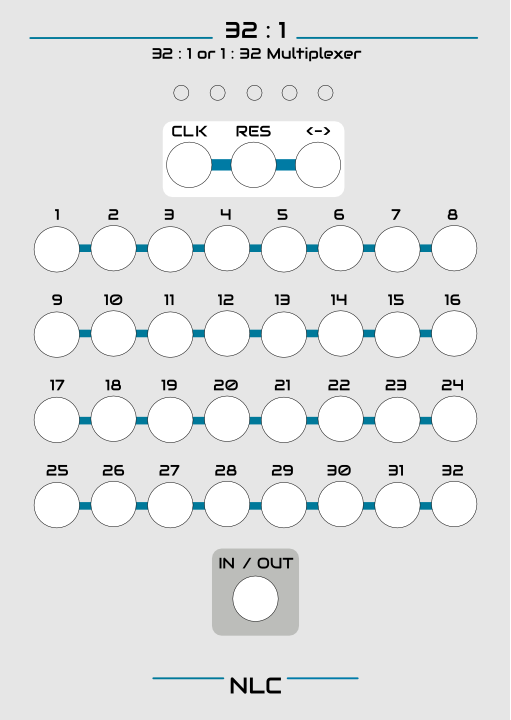 32 : 1
32 : 1 or 1 : 32 Multiplexer
CLK RES <->
1 2 3 4 5 6 7 8
9 10 11 12 13 14 15 16
17 18 19 20 21 22 23 24
25 26 27 28 29 30 31 32
IN / OUT
NLC